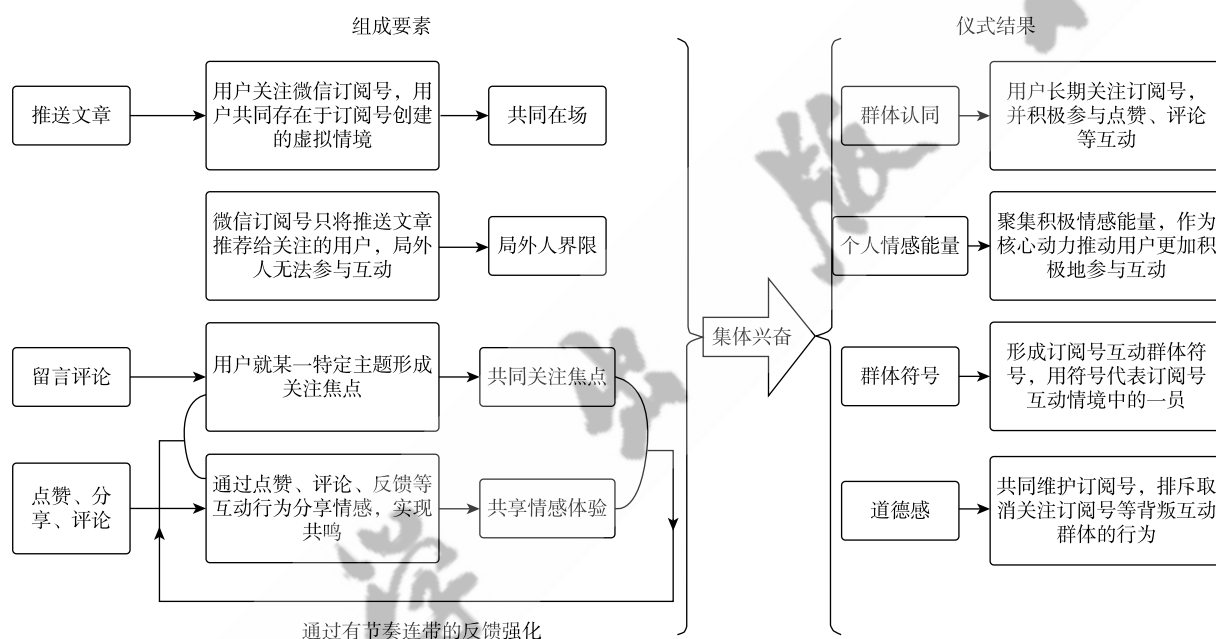 组成要素
推送文章
用户关注微信订阅号，用
户共同存在于订阅号创建
的虚拟情境
共同在场
微信订阅号只将推送文章
推荐给关注的用户，局外
人无法参与互动
局外人界限
留言评论
用户就某一特定主题形成
关注焦点
共同关注焦点
点赞、分
享、评论
通过点赞、评论、反馈等
互动行为分享情感，实现
共鸣
共享情感体验
通过有节奏连带的反馈强化
集体兴奋
仪式结果
群体认同
用户长期关注订阅号，
并积极参与点赞、评论
等互动
个人情感能量
聚集积极情感能量，作为
核心动力推动用户更加积
极地参与互动
群体符号
形成订阅号互动群体符
号，用符号代表订阅号
互动情境中的一员
道德感
共同维护订阅号，排斥取
消关注订阅号等背叛互动
群体的行为